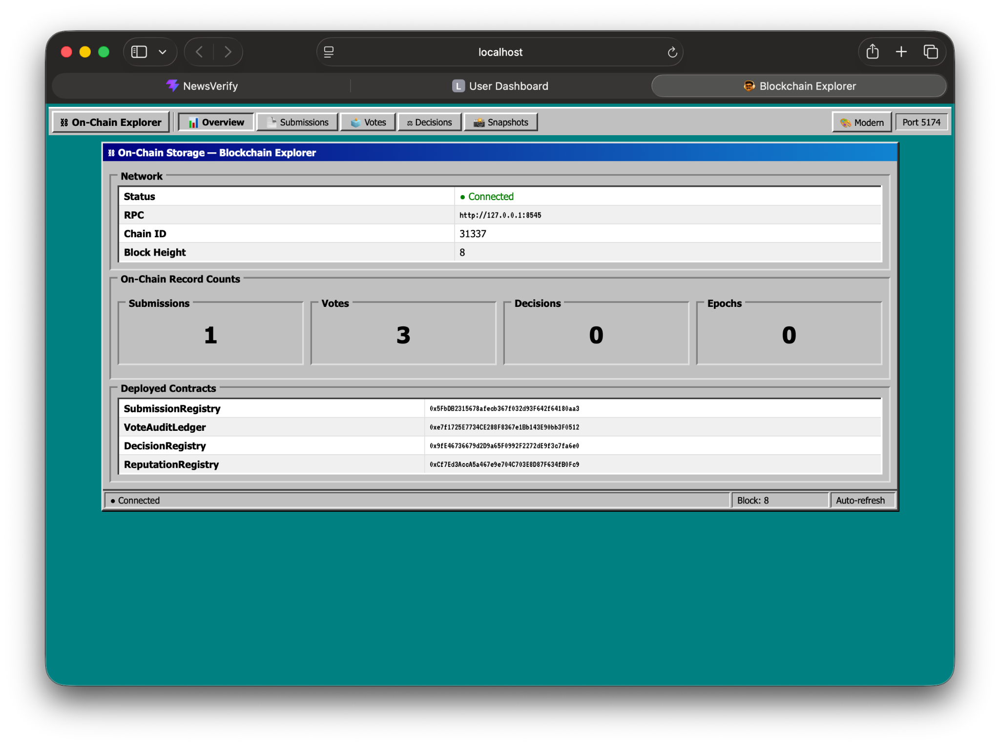 localhost
NewsVerify
L User Dashboard
Blockchain Explorer
On-Chain Explorer
Overview
Submissions
Votes
Decisions
Snapshots
Modern
Port 5174
On-Chain Storage — Blockchain Explorer
Network
Status ● Connected
RPC http://127.0.0.1:8545
Chain ID 31337
Block Height 8
On-Chain Record Counts
Submissions
1
Votes
3
Decisions
0
Epochs
0
Deployed Contracts
SubmissionRegistry 0x5FbDB2315678afecb367f032d93F642f64180aa3
VoteAuditLedger 0xe7f1725E7734CE288F8367e1Bb143E90bb3F0512
DecisionRegistry 0x9fE46736679d2D9a65F0992F2272dE9f3c7fa6e0
ReputationRegistry 0xCf7Ed3AccA5a467e9e704C703E8D87F634fB0Fc9
● Connected
Block: 8
Auto-refresh